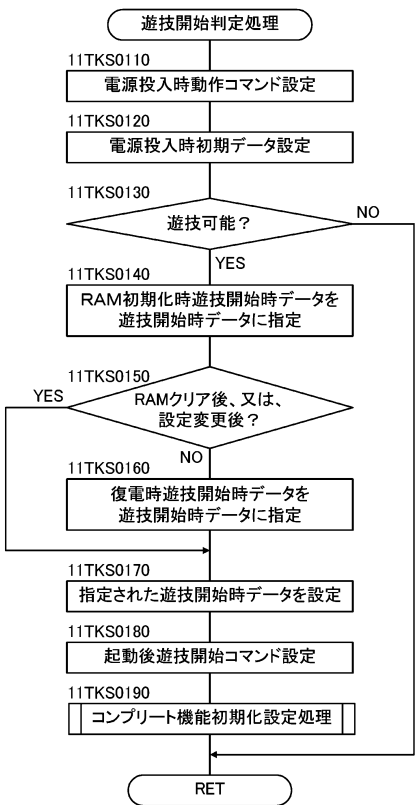 遊技開始判定処理
11TKS0110
電源投入時動作コマンド設定
11TKS0120
電源投入時初期データ設定
11TKS0130
遊技可能？
NO
YES
11TKS0140
RAM初期化時遊技開始時データを
遊技開始時データに指定
11TKS0150
YES
RAMクリア後、又は、
設定変更後？
NO
11TKS0160
復電時遊技開始時データを
遊技開始時データに指定
11TKS0170
指定された遊技開始時データを設定
11TKS0180
起動後遊技開始コマンド設定
11TKS0190
コンプリート機能初期化設定処理
RET